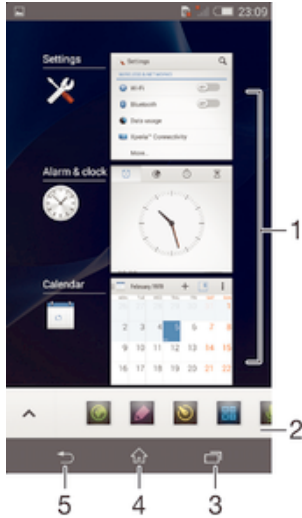 23:09
Settings
Settings
Wi-Fi
Bluetooth
Data usage
Xperia™ Connectivity
More...
1
Alarm & clock
Calendar
2 3 4 5 6 7 8
9 10 11 12 13 14 15
16 17 18 19 20 21 22
2
5 4 3